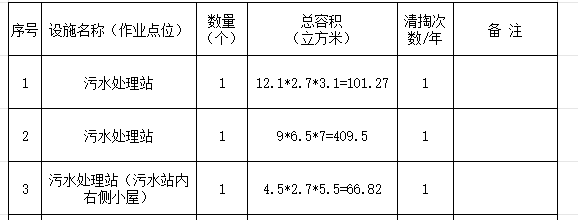 序号 设施名称（作业点位） 数量（个） 总容积（立方米） 清掏次数/年 备 注
1 污水处理站 1 12.1*2.7*3.1=101.27 1
2 污水处理站 1 9*6.5*7=409.5 1
3 污水处理站（污水站内右侧小屋） 1 4.5*2.7*5.5=66.82 1